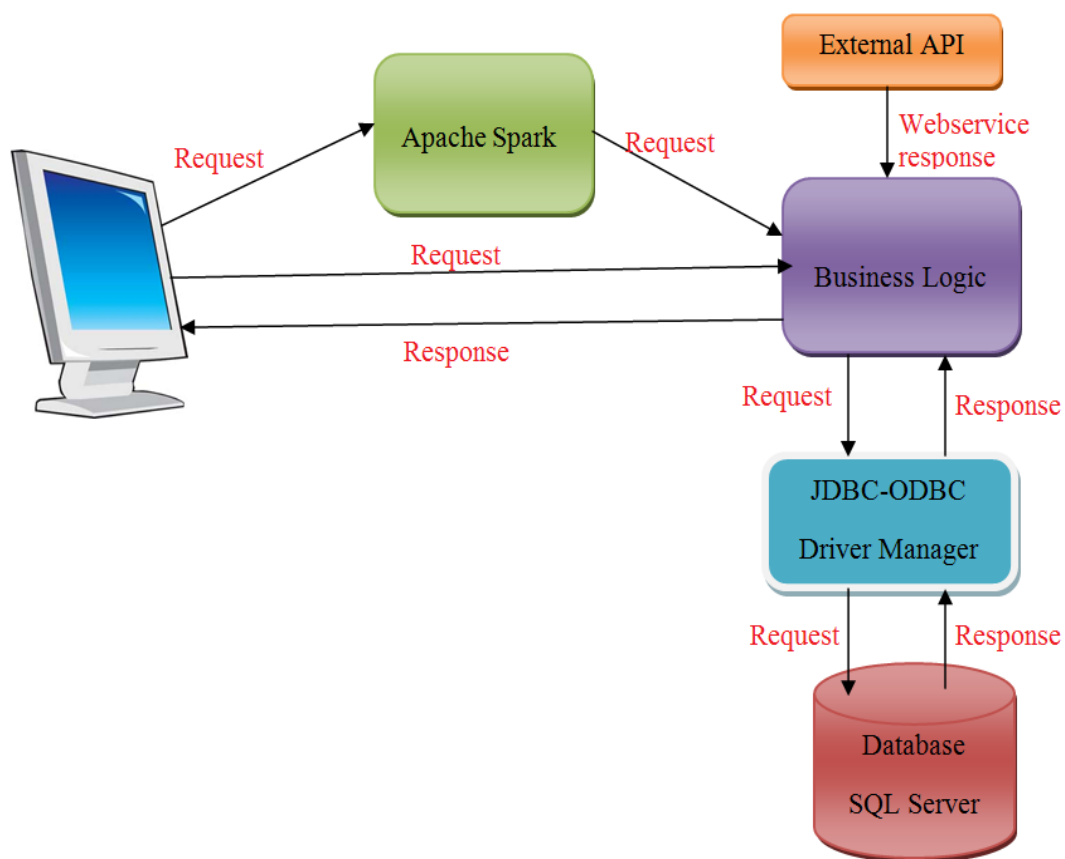 External API
Apache Spark
Webservice
response
Request
Request
Request
Business Logic
Response
Request
Response
JDBC-ODBC
Driver Manager
Request
Response
Database
SQL Server